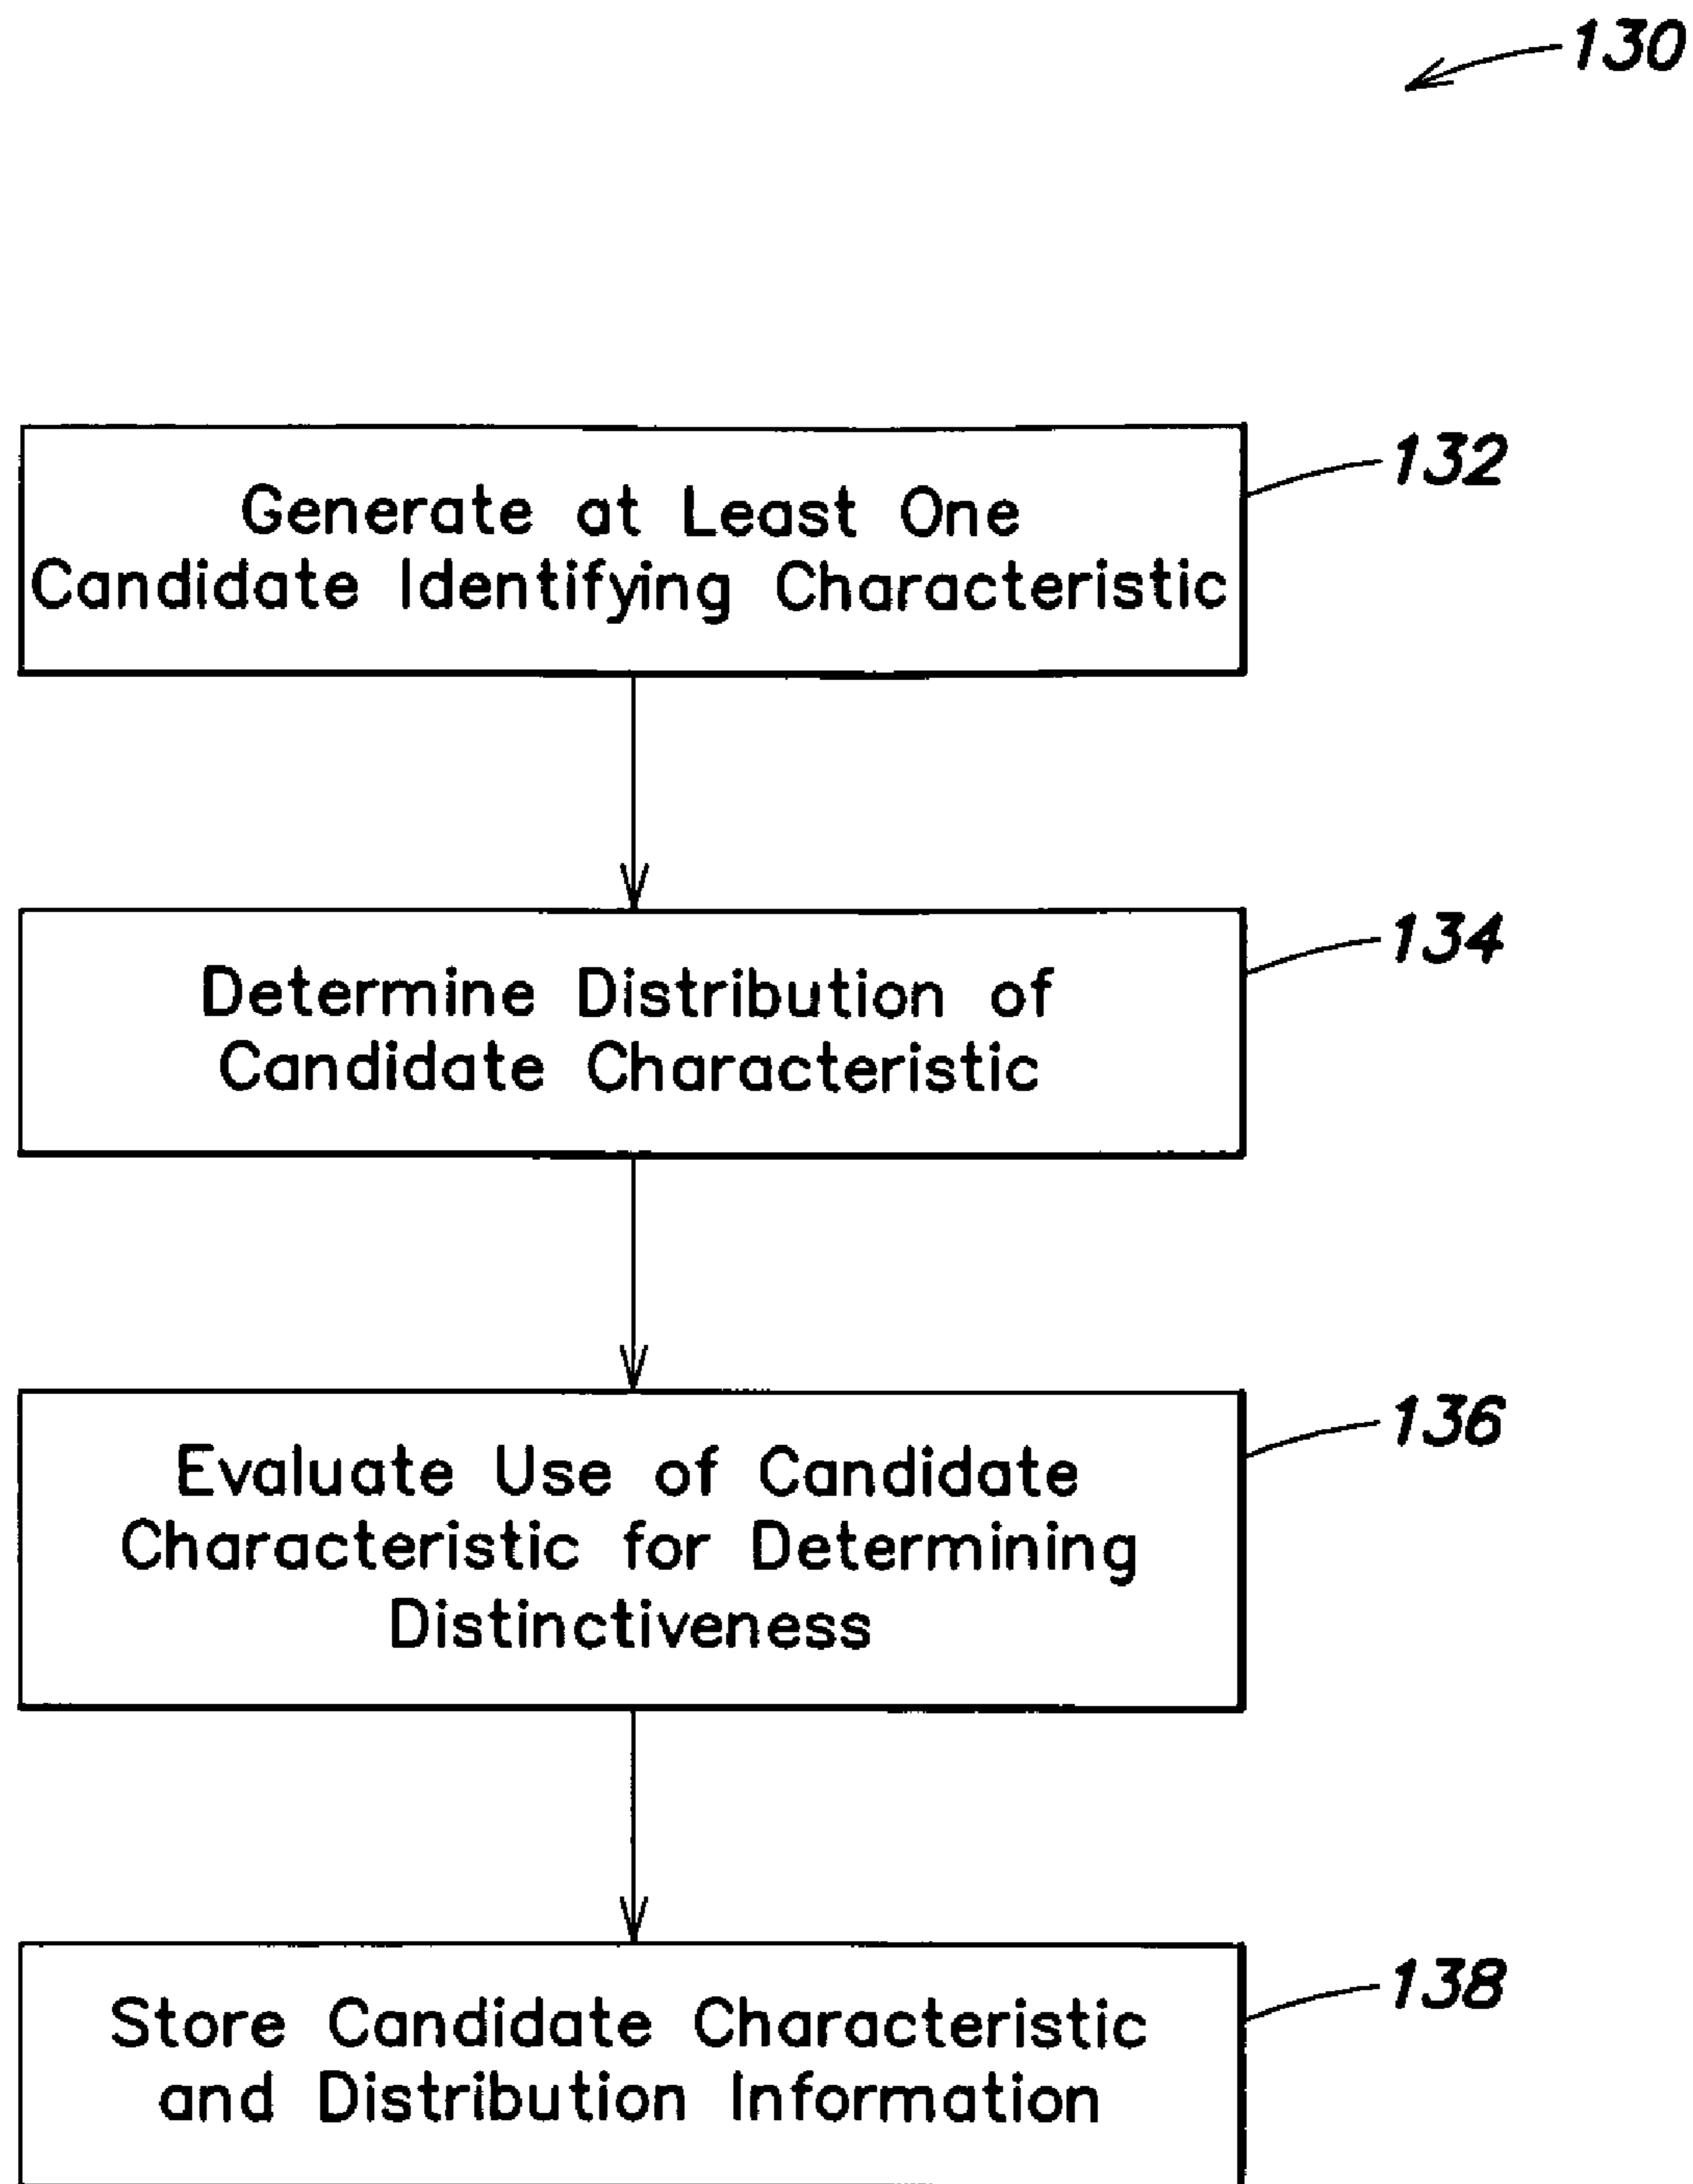 130
Generate at Least One
Candidate Identifying Characteristic
132
Determine Distribution of
Candidate Characteristic
134
Evaluate Use of Candidate
Characteristic for Determining
Distinctiveness
136
Store Candidate Characteristic
and Distribution Information
138